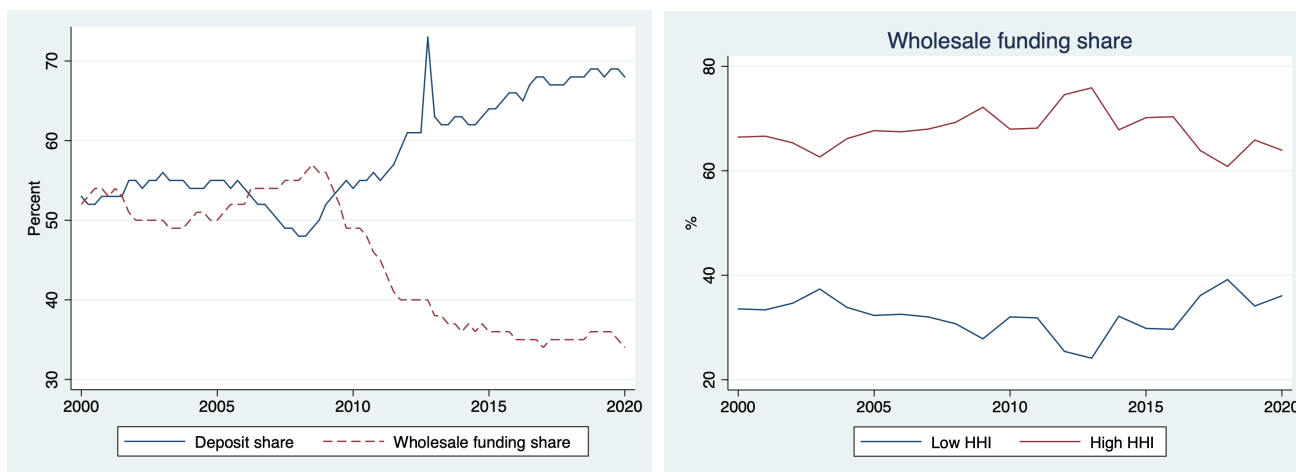 Percent
70
60
50
40
30
2000 2005 2010 2015 2020
Deposit share Wholesale funding share
Wholesale funding share
%
80
60
40
20
2000 2005 2010 2015 2020
Low HHI High HHI